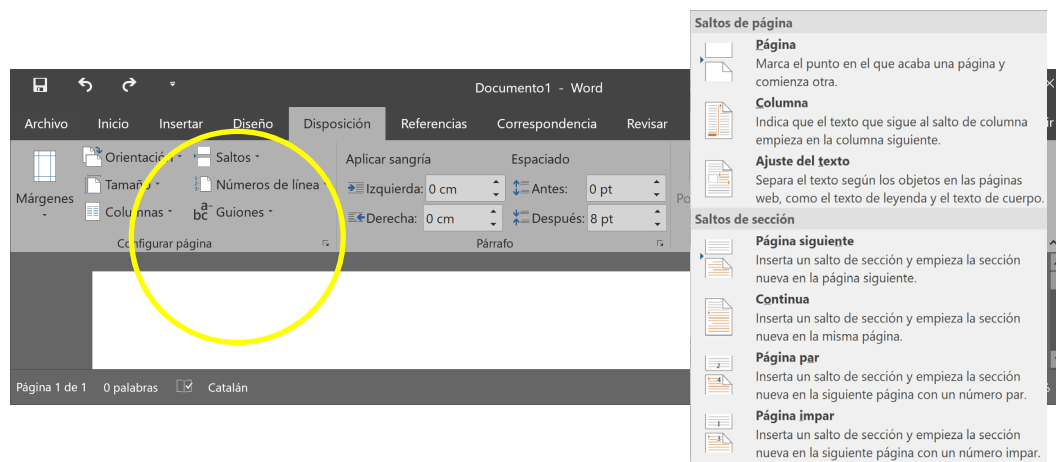 Documento1 - Word
Archivo Inicio Insertar Diseño Disposición Referencias Correspondencia Revisar
Márgenes
Orientación
Tamaño
Columnas
Saltos
Números de línea
Guiones
Configurar página
Aplicar sangría
Izquierda: 0 cm
Derecha: 0 cm
Espaciado
Antes: 0 pt
Después: 8 pt
Párrafo
Página 1 de 1 0 palabras Catalán
Saltos de página
Página
Marca el punto en el que acaba una página y
comienza otra.
Columna
Indica que el texto que sigue al salto de columna
empieza en la columna siguiente.
Ajuste del texto
Separa el texto según los objetos en las páginas
web, como el texto de leyenda y el texto de cuerpo.
Saltos de sección
Página siguiente
Inserta un salto de sección y empieza la sección
nueva en la página siguiente.
Continua
Inserta un salto de sección y empieza la sección
nueva en la misma página.
Página par
Inserta un salto de sección y empieza la sección
nueva en la siguiente página con un número par.
Página impar
Inserta un salto de sección y empieza la sección
nueva en la siguiente página con un número impar.